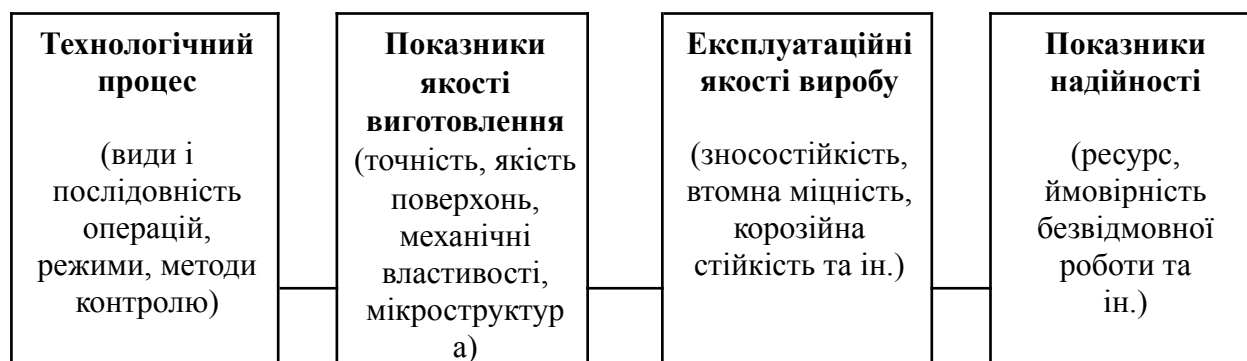 Технологічний
процес
(види і
послідовність
операцій,
режими, методи
контролю)
Показники
якості
виготовлення
(точність, якість
поверхонь,
механічні
властивості,
мікроструктур
а)
Експлуатаційні
якості виробу
(зносостійкість,
втомна міцність,
корозійна
стійкість та ін.)
Показники
надійності
(ресурс,
ймовірність
безвідмовної
роботи та
ін.)